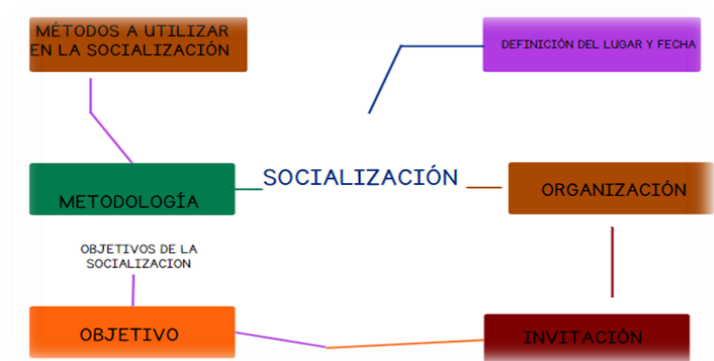 MÉTODOS A UTILIZAR
EN LA SOCIALIZACIÓN
DEFINICIÓN DEL LUGAR Y FECHA
SOCIALIZACIÓN
METODOLOGÍA
ORGANIZACIÓN
OBJETIVOS DE LA
SOCIALIZACION
OBJETIVO
INVITACIÓN